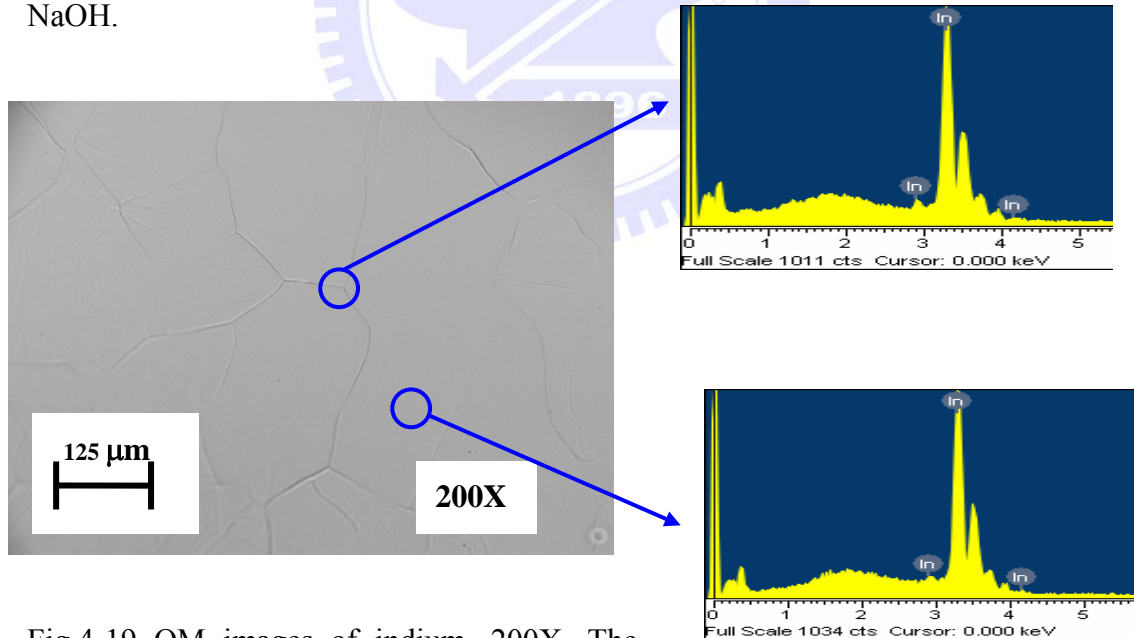 NaOH.
1896
In
In
In
0 1 2 3 4 5
Full Scale 1011 cts Cursor: 0.000 keV
125 μm
200X
In
In
In
0 1 2 3 4 5
Full Scale 1034 cts Cursor: 0.000 keV
Fig.4-19 OM images of indium, 200X. The